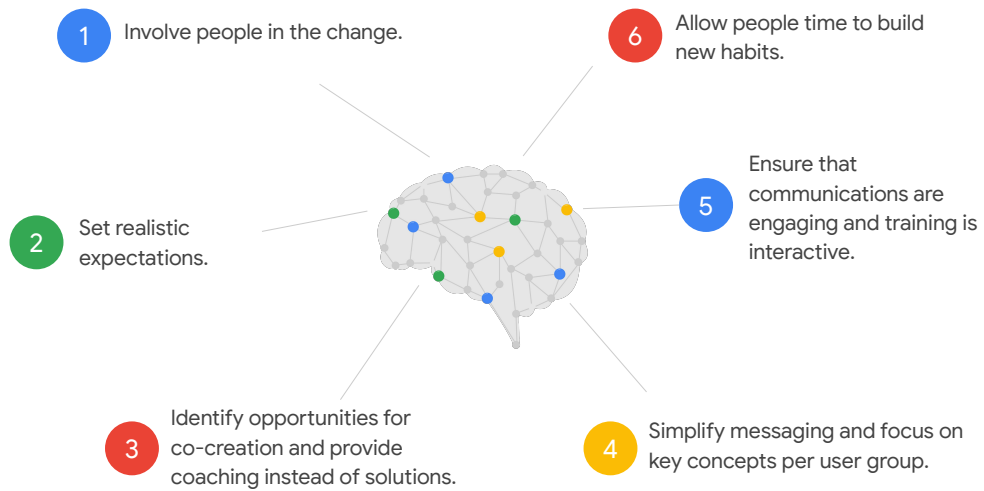 1
Involve people in the change.
2
Set realistic
expectations.
3
Identify opportunities for
co-creation and provide
coaching instead of solutions.
4
Simplify messaging and focus on
key concepts per user group.
5
Ensure that
communications are
engaging and training is
interactive.
6
Allow people time to build
new habits.